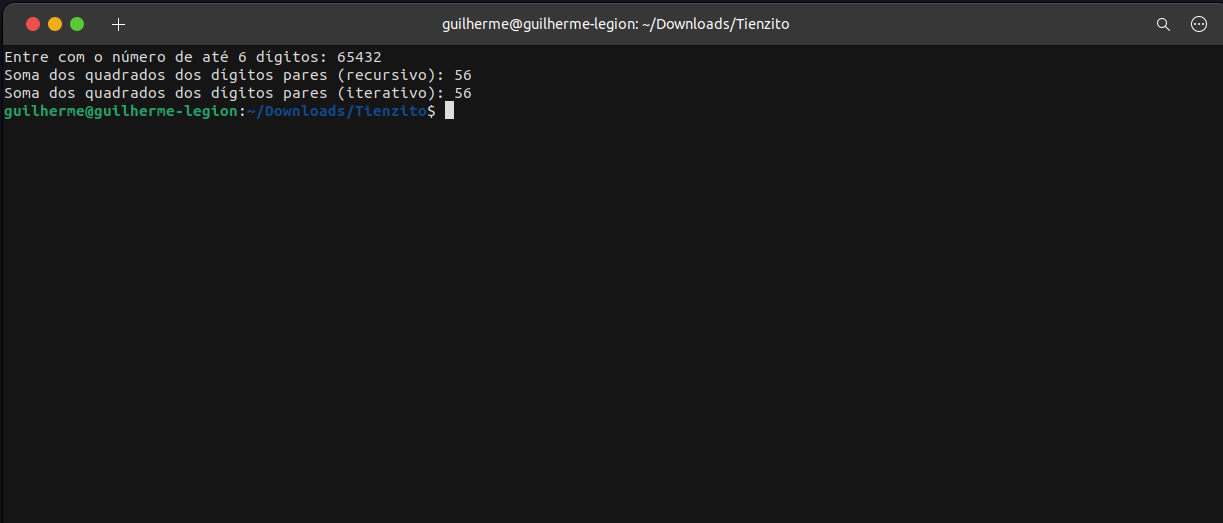 guilherme@guilherme-legion: ~/Downloads/Tienzito
Entre com o número de até 6 dígitos: 65432
Soma dos quadrados dos dígitos pares (recursivo): 56
Soma dos quadrados dos dígitos pares (iterativo): 56
guilherme@guilherme-legion:~/Downloads/Tienzito$